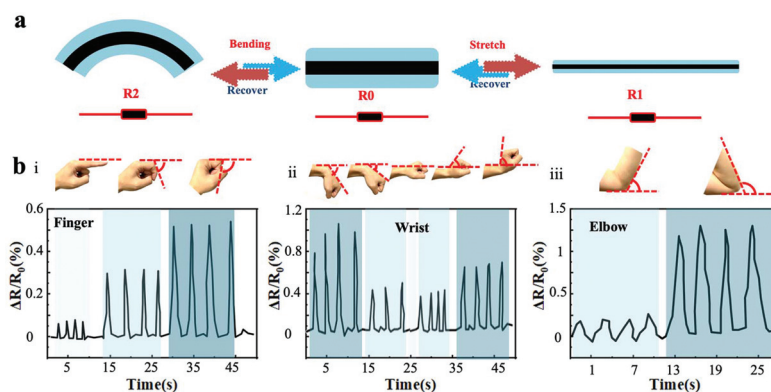 a
Bending
Recover
Stretch
Recover
R2
R0
R1
b
i
ii
iii
Finger
ΔR/R0(%)
0.6
0.4
0.2
0
5
15
25
35
45
Time(s)
Wrist
ΔR/R0(%)
1.2
0.8
0.4
0
5
15
25
35
45
Time(s)
Elbow
ΔR/R0(%)
1.5
1
0.5
0
1
7
13
19
25
Time(s)